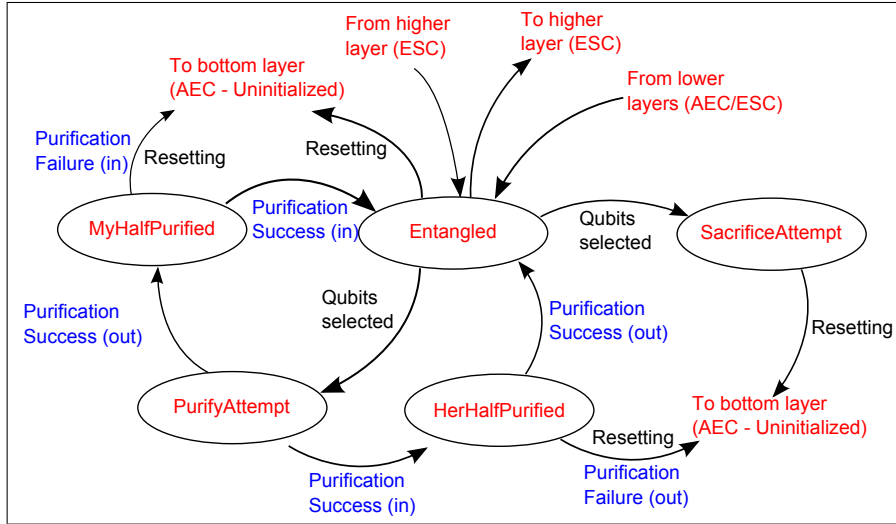 From higher
layer (ESC)
To higher
layer (ESC)
To bottom layer
(AEC - Uninitialized)
From lower
layers (AEC/ESC)
Purification
Failure (in)
Resetting
Resetting
MyHalfPurified
Purification
Success (in)
Entangled
Qubits
selected
SacrificeAttempt
Purification
Success (out)
Qubits
selected
Purification
Success (out)
Resetting
PurifyAttempt
HerHalfPurified
To bottom layer
(AEC - Uninitialized)
Resetting
Purification
Success (in)
Purification
Failure (out)